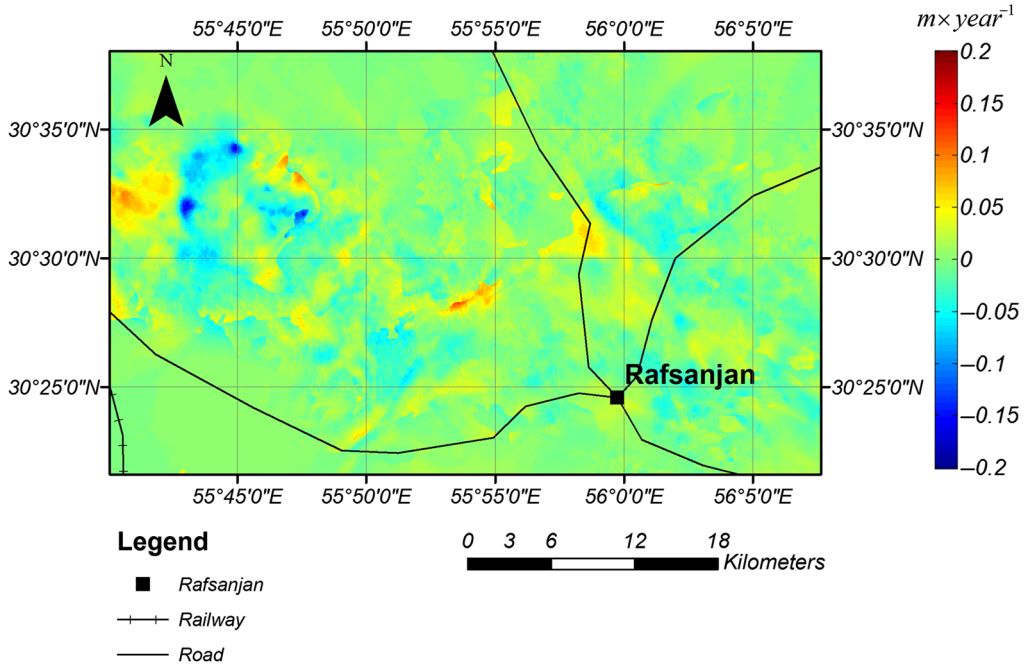 m×year⁻¹
55°45'0"E 55°50'0"E 55°55'0"E 56°0'0"E 56°5'0"E
N
30°35'0"N 30°35'0"N
30°30'0"N 30°30'0"N
30°25'0"N 30°25'0"N
Rafsanjan
55°45'0"E 55°50'0"E 55°55'0"E 56°0'0"E 56°5'0"E
0.2
0.15
0.1
0.05
0
−0.05
−0.1
−0.15
−0.2
Legend
Rafsanjan
Railway
Road
0 3 6 12 18
Kilometers